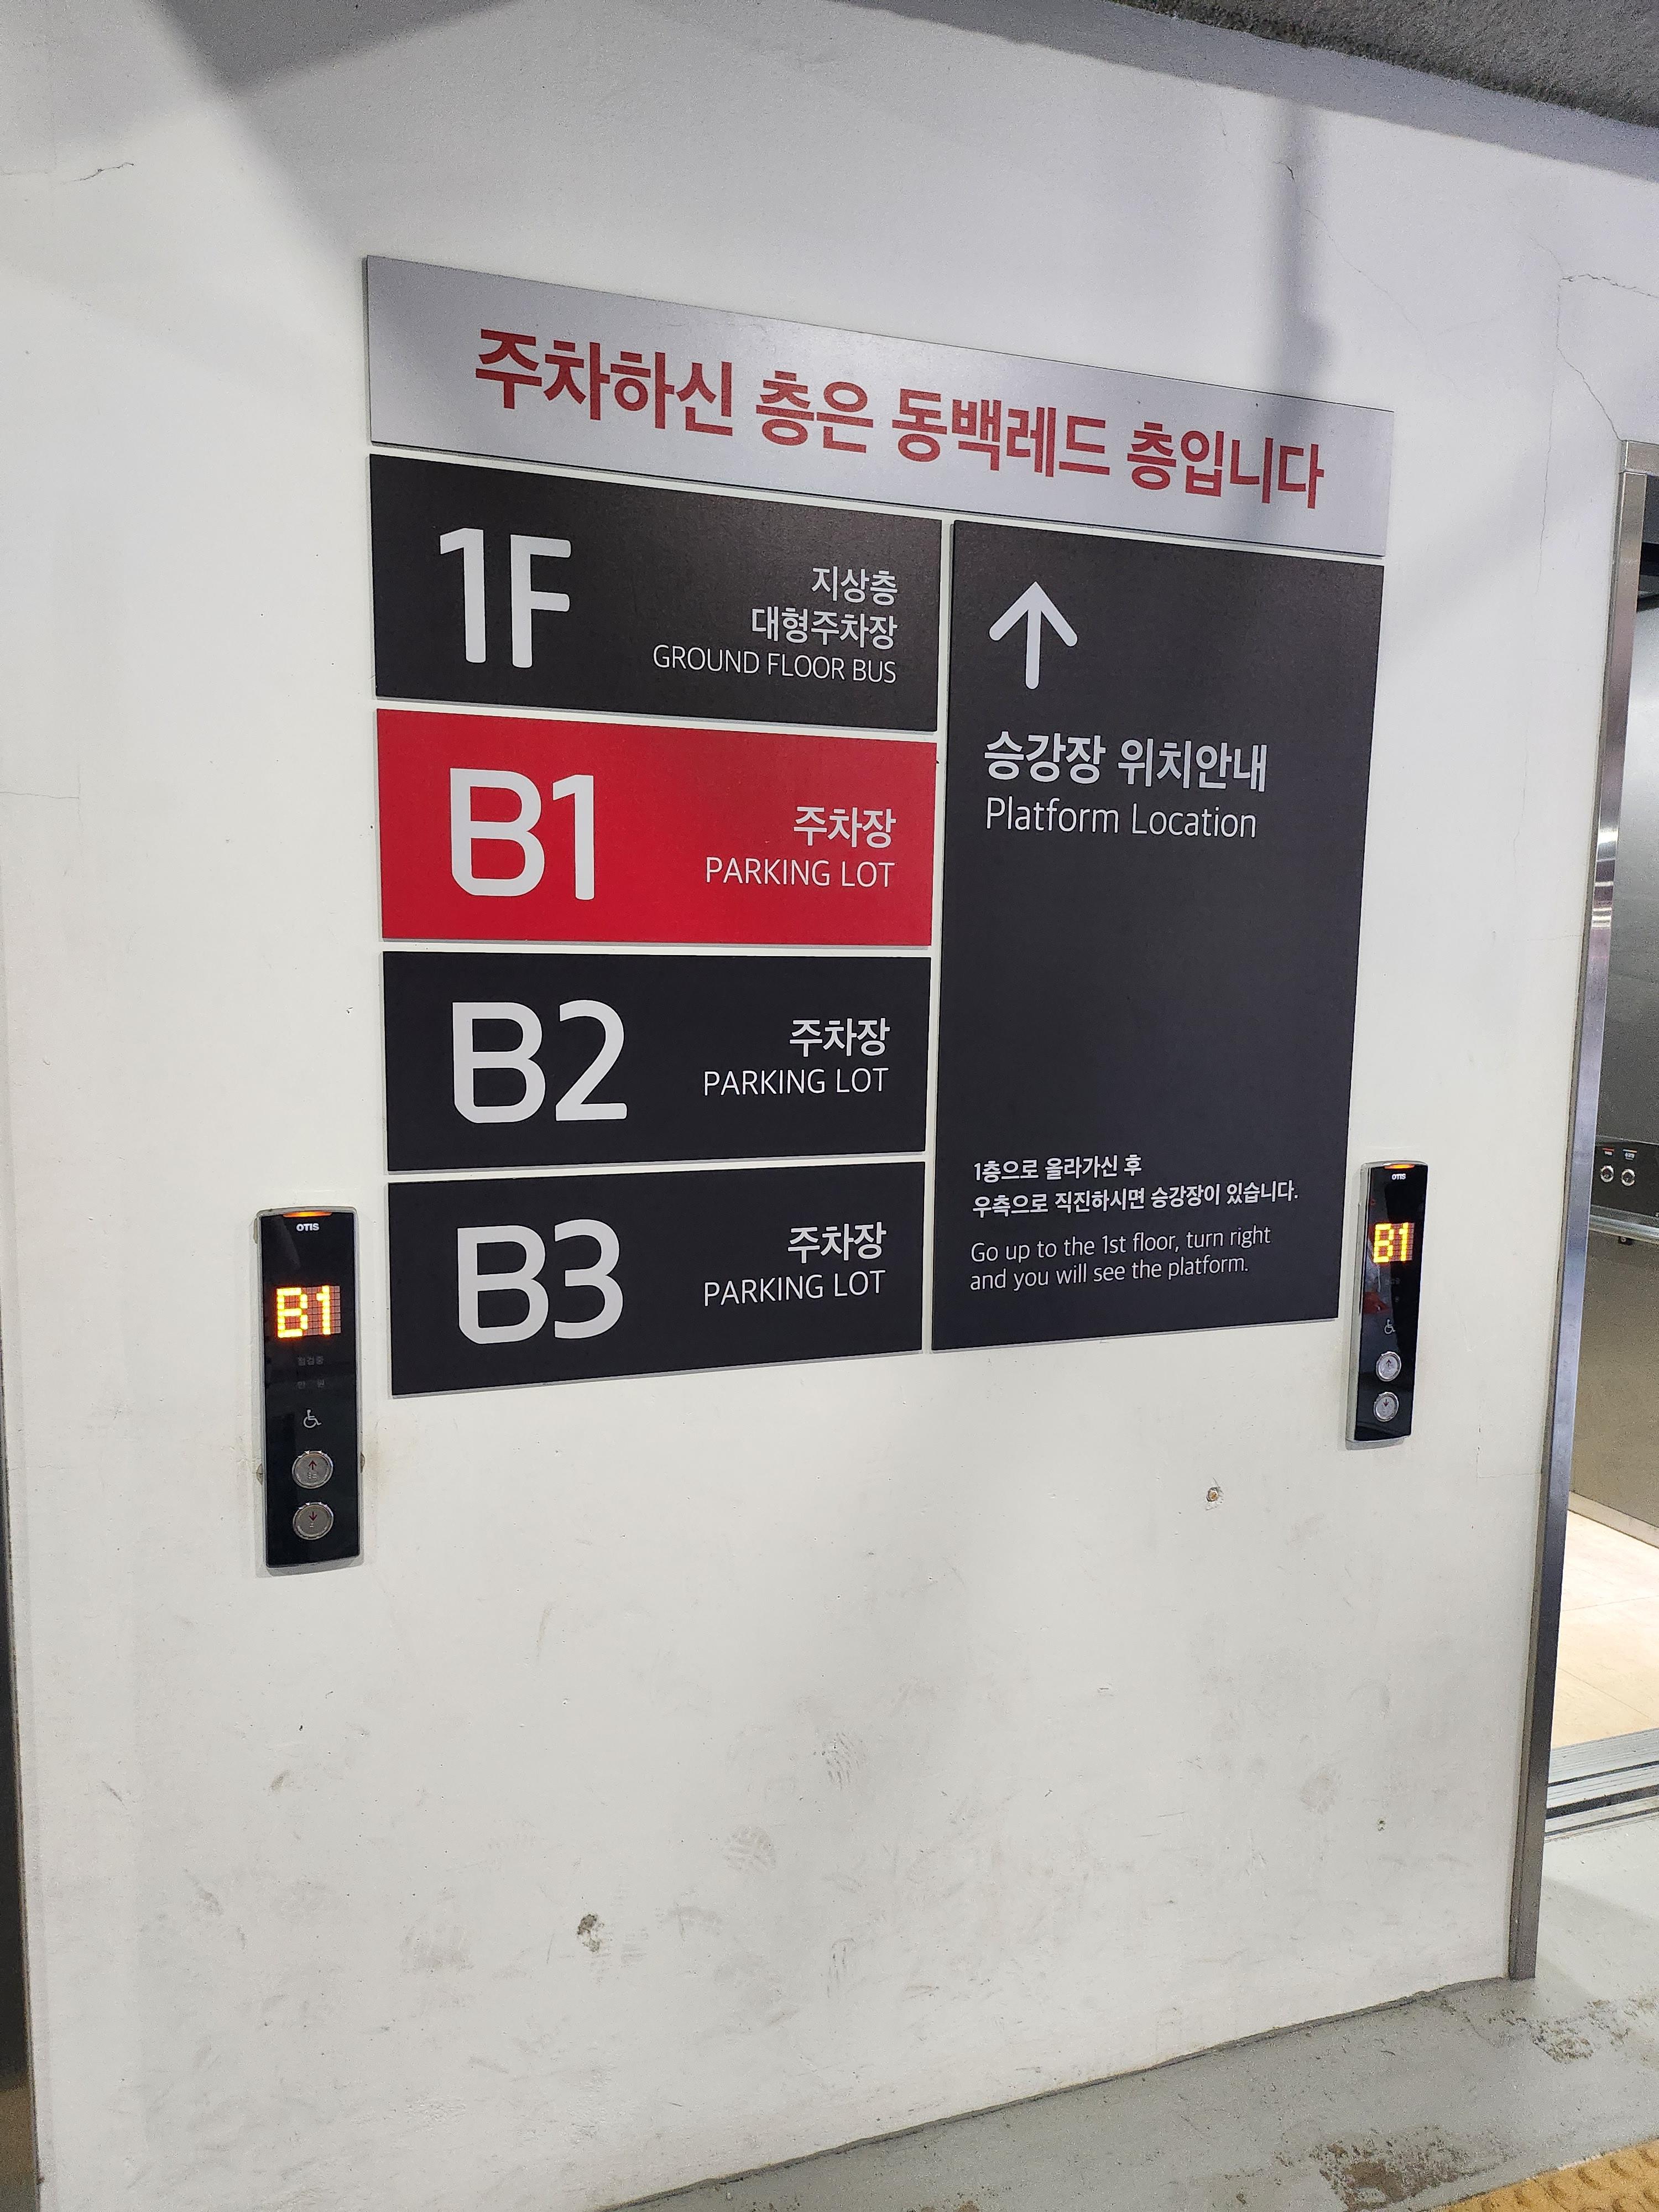 주차하신 층은 동백레드 층입니다
1F
지상층
대형주차장
GROUND FLOOR BUS
B1
주차장
PARKING LOT
B2
주차장
PARKING LOT
B3
주차장
PARKING LOT
승강장 위치안내
Platform Location
1층으로 올라가신 후
우측으로 직진하시면 승강장이 있습니다.
Go up to the 1st floor, turn right
and you will see the platform.
OTIS
B1
점검중
만 원
OTIS
B1